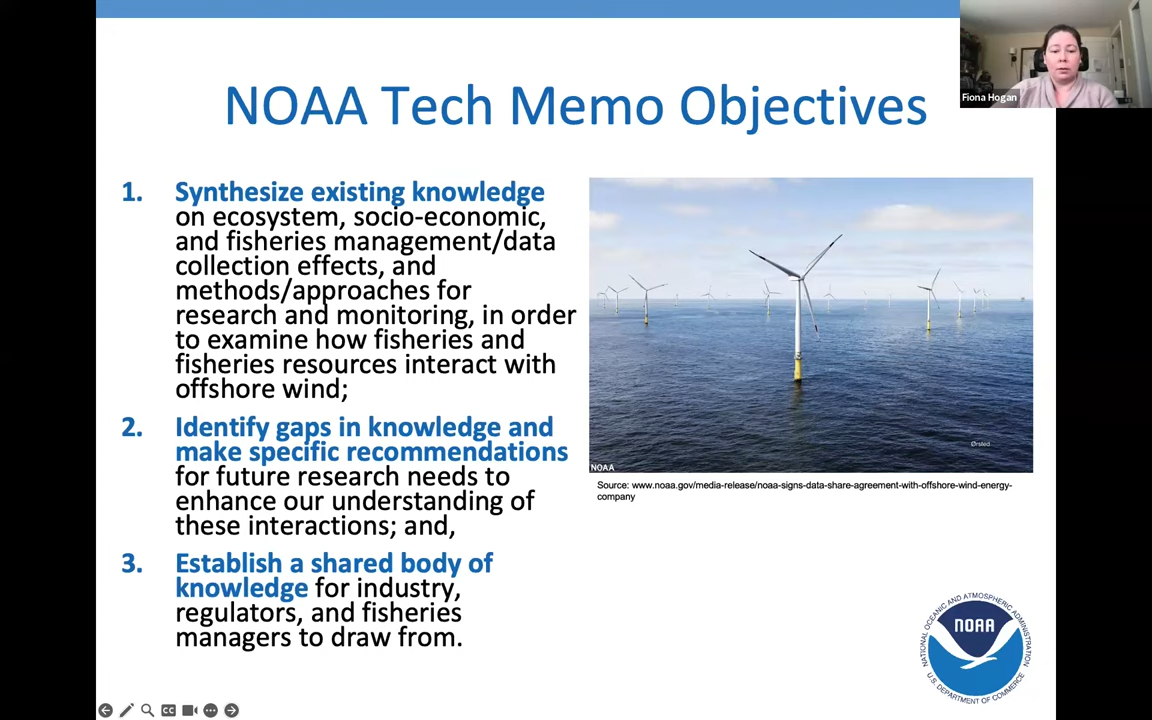 Fiona Hogan
NOAA Tech Memo Objectives
1. Synthesize existing knowledge
on ecosystem, socio-economic,
and fisheries management/data
collection effects, and
methods/approaches for
research and monitoring, in order
to examine how fisheries and
fisheries resources interact with
offshore wind;
2. Identify gaps in knowledge and
make specific recommendations
for future research needs to
enhance our understanding of
these interactions; and,
3. Establish a shared body of
knowledge for industry,
regulators, and fisheries
managers to draw from.
Ørsted
NOAA
Source: www.noaa.gov/media-release/noaa-signs-data-share-agreement-with-offshore-wind-energy-
company
NATIONAL OCEANIC AND ATMOSPHERIC ADMINISTRATION
NOAA
U.S. DEPARTMENT OF COMMERCE
CC